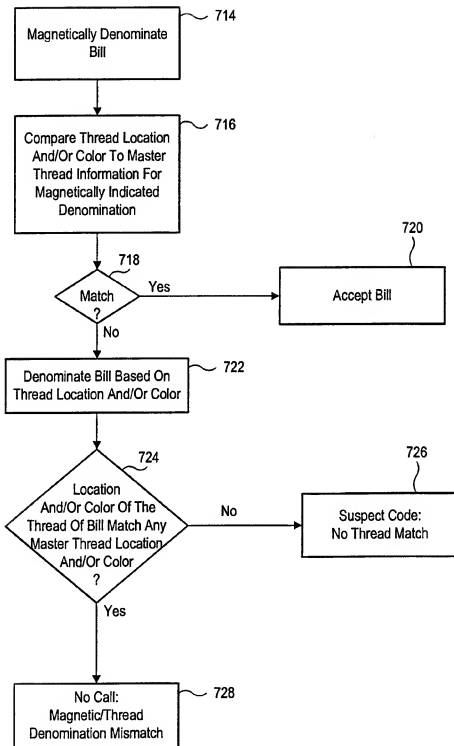 714
Magnetically Denominate
Bill
716
Compare Thread Location
And/Or Color To Master
Thread Information For
Magnetically Indicated
Denomination
718
Match
?
Yes
No
720
Accept Bill
722
Denominate Bill Based On
Thread Location And/Or Color
724
Location
And/Or Color Of The
Thread Of Bill Match Any
Master Thread Location
And/Or Color
?
No
Yes
726
Suspect Code:
No Thread Match
728
No Call:
Magnetic/Thread
Denomination Mismatch